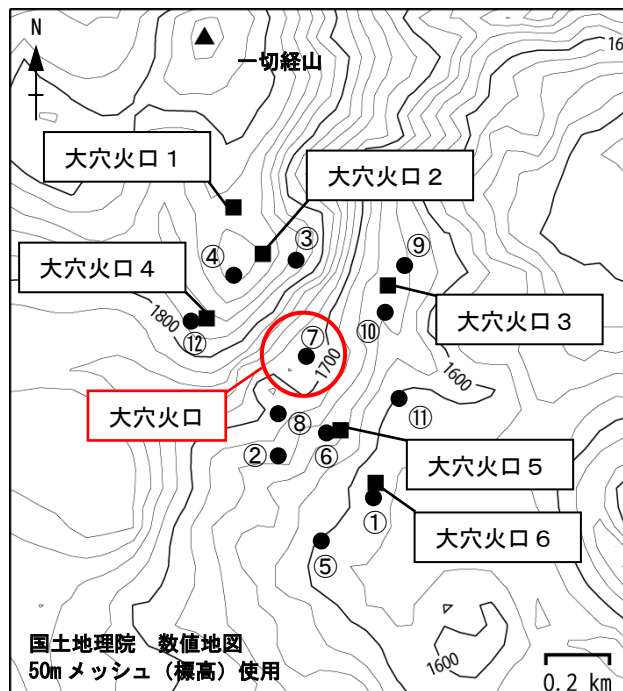 N
一切経山
16
大穴火口１
大穴火口２
③
④
⑨
大穴火口４
大穴火口３
1800
⑫
⑩
⑦
1700
1600
大穴火口
⑧
⑪
⑥
②
大穴火口５
①
大穴火口６
⑤
国土地理院　数値地図
50m メッシュ（標高）使用
1600
0.2 km